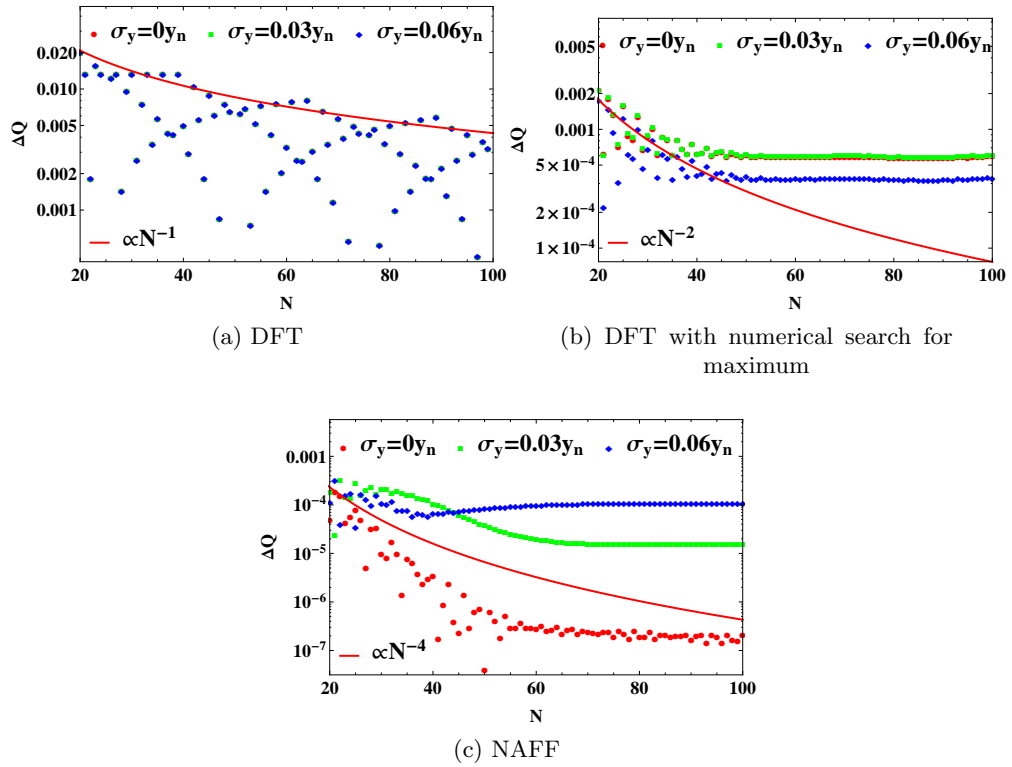 σy=0yn σy=0.03yn σy=0.06yn
0.020
0.010
0.005
0.002
0.001
ΔQ
∝N−1
20 40 60 80 100
N
(a) DFT
σy=0yn σy=0.03yn σy=0.06yn
0.005
0.002
0.001
5×10−4
2×10−4
1×10−4
ΔQ
∝N−2
20 40 60 80 100
N
(b) DFT with numerical search for
maximum
σy=0yn σy=0.03yn σy=0.06yn
0.001
10−4
10−5
10−6
10−7
ΔQ
∝N−4
20 40 60 80 100
N
(c) NAFF